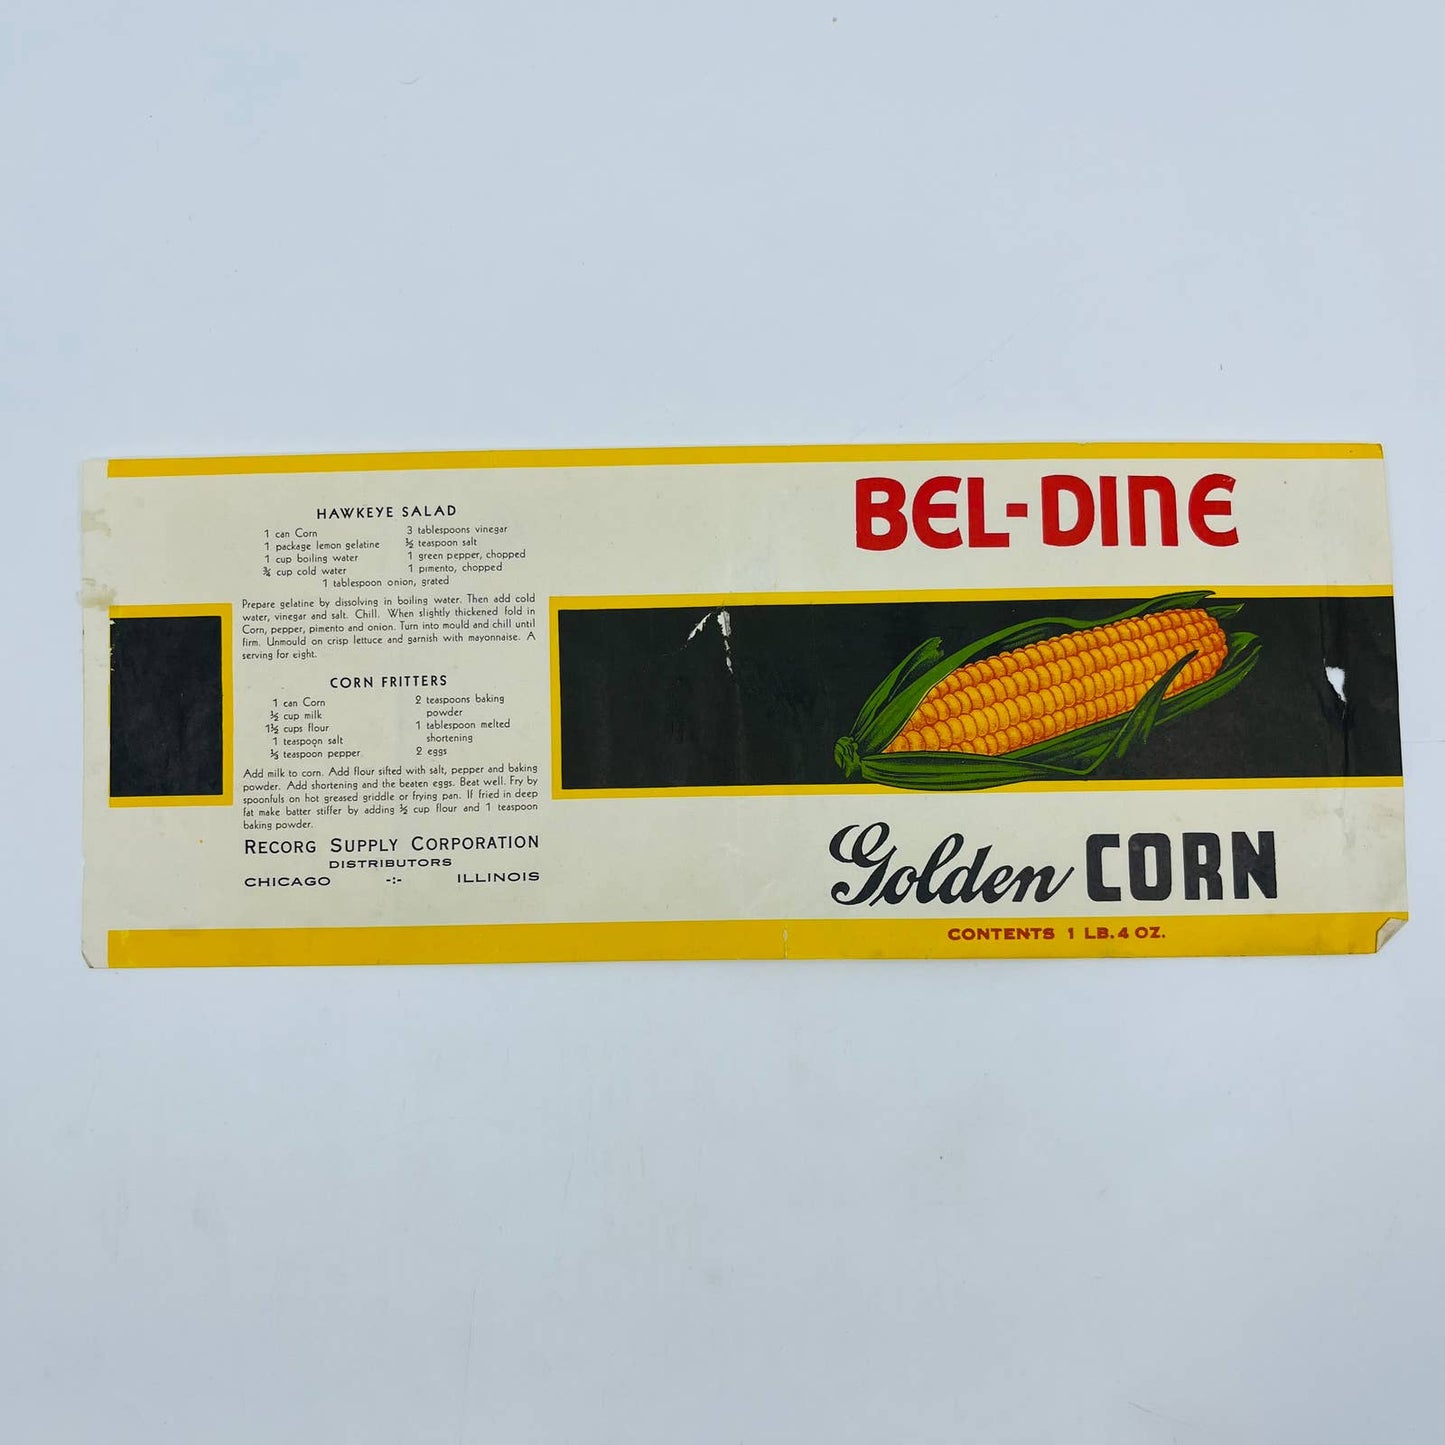 HAWKEYE SALAD
1 can Corn
1 package lemon gelatine
1 cup boiling water
¾ cup cold water
3 tablespoons vinegar
½ teaspoon salt
1 green pepper, chopped
1 pimento, chopped
1 tablespoon onion, grated
Prepare gelatine by dissolving in boiling water. Then add cold
water, vinegar and salt. Chill. When slightly thickened fold in
Corn, pepper, pimento and onion. Turn into mould and chill until
firm. Unmould on crisp lettuce and garnish with mayonnaise. A
serving for eight.
CORN FRITTERS
1 can Corn
½ cup milk
1½ cups flour
1 teaspoon salt
⅓ teaspoon pepper
2 teaspoons baking
powder
1 tablespoon melted
shortening
2 eggs
Add milk to corn. Add flour sifted with salt, pepper and baking
powder. Add shortening and the beaten eggs. Beat well. Fry by
spoonfuls on hot greased griddle or frying pan. If fried in deep
fat make batter stiffer by adding ½ cup flour and 1 teaspoon
baking powder.
RECORG SUPPLY CORPORATION
DISTRIBUTORS
CHICAGO -:- ILLINOIS
BEL-DINE
Golden CORN
CONTENTS 1 LB. 4 OZ.